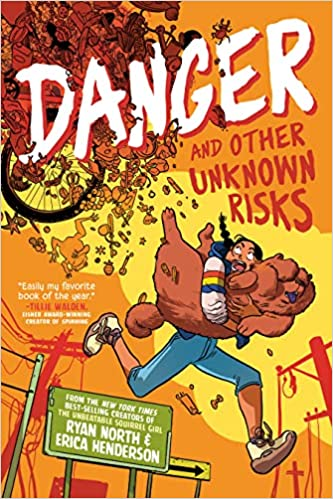 DANGER
AND OTHER
UNKNOWN
RISKS
"Easily my favorite
book of the year."
–TILLIE WALDEN,
EISNER AWARD–WINNING
CREATOR OF SPINNING
FROM THE NEW YORK TIMES
BEST-SELLING CREATORS OF
THE UNBEATABLE SQUIRREL GIRL
RYAN NORTH &
ERICA HENDERSON